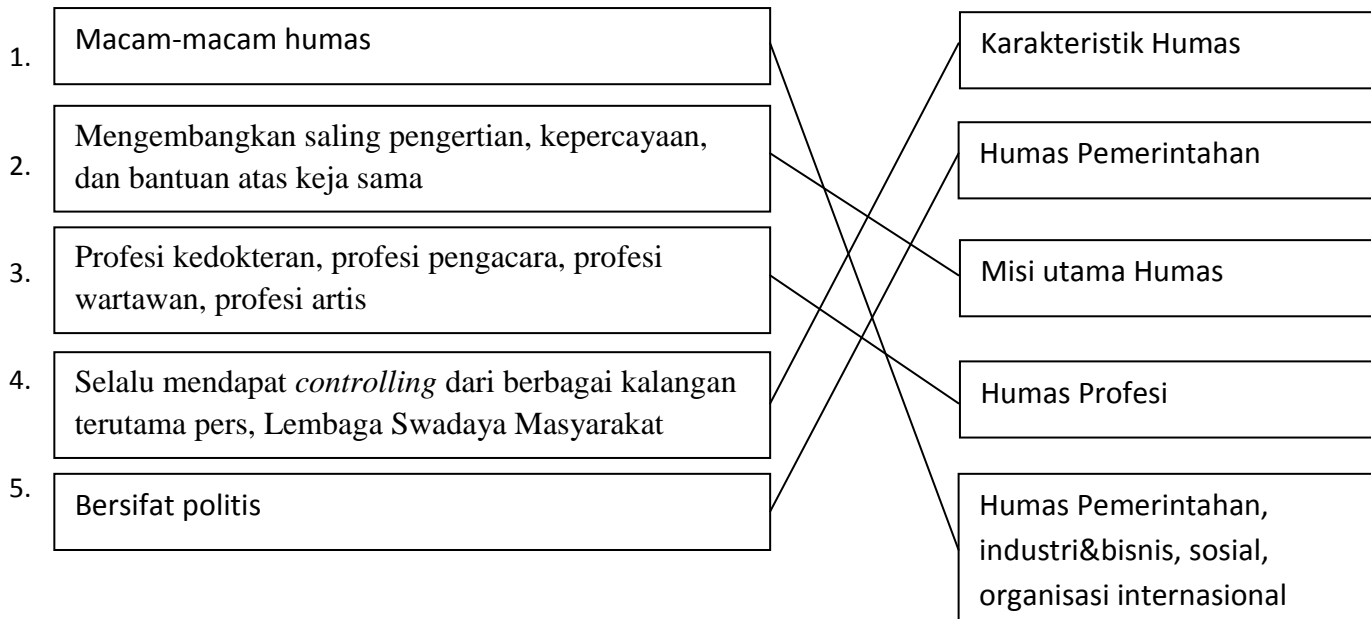 1.
Macam-macam humas
2.
Mengembangkan saling pengertian, kepercayaan,
dan bantuan atas keja sama
3.
Profesi kedokteran, profesi pengacara, profesi
wartawan, profesi artis
4.
Selalu mendapat controlling dari berbagai kalangan
terutama pers, Lembaga Swadaya Masyarakat
5.
Bersifat politis
Karakteristik Humas
Humas Pemerintahan
Misi utama Humas
Humas Profesi
Humas Pemerintahan,
industri&bisnis, sosial,
organisasi internasional